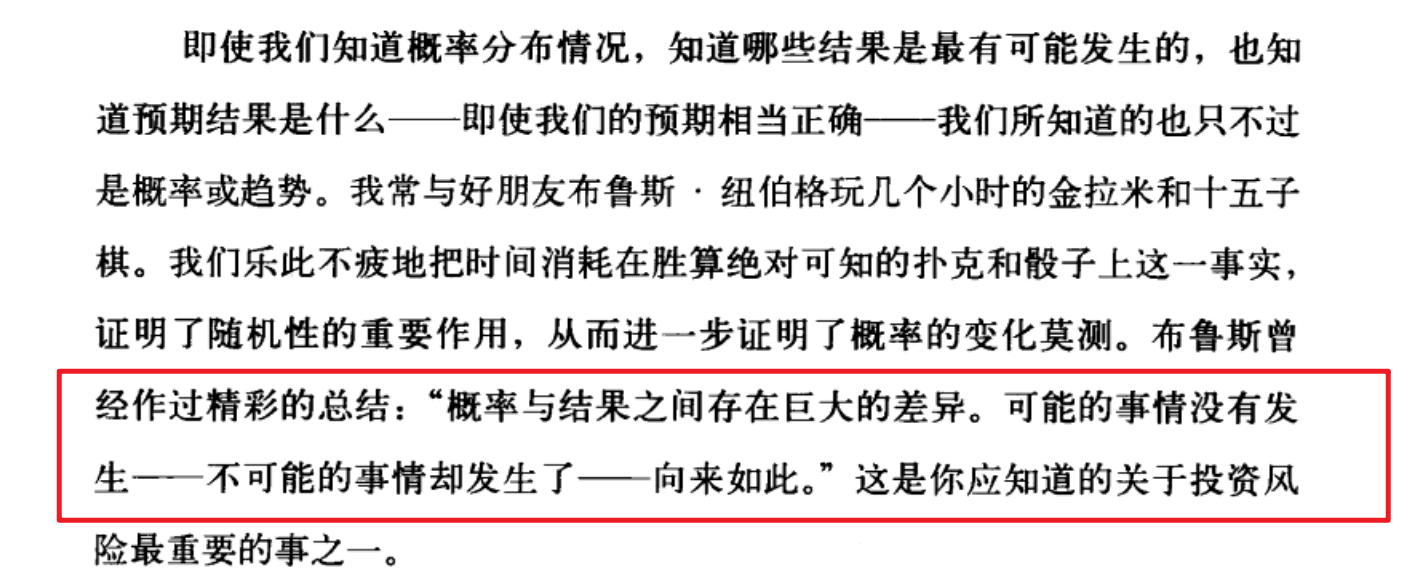 即使我们知道概率分布情况，知道哪些结果是最有可能发生的，也知
道预期结果是什么——即使我们的预期相当正确——我们所知道的也只不过
是概率或趋势。我常与好朋友布鲁斯·纽伯格玩几个小时的金拉米和十五子
棋。我们乐此不疲地把时间消耗在胜算绝对可知的扑克和骰子上这一事实，
证明了随机性的重要作用，从而进一步证明了概率的变化莫测。布鲁斯曾
经作过精彩的总结：“概率与结果之间存在巨大的差异。可能的事情没有发
生——不可能的事情却发生了——向来如此。”这是你应知道的关于投资风
险最重要的事之一。